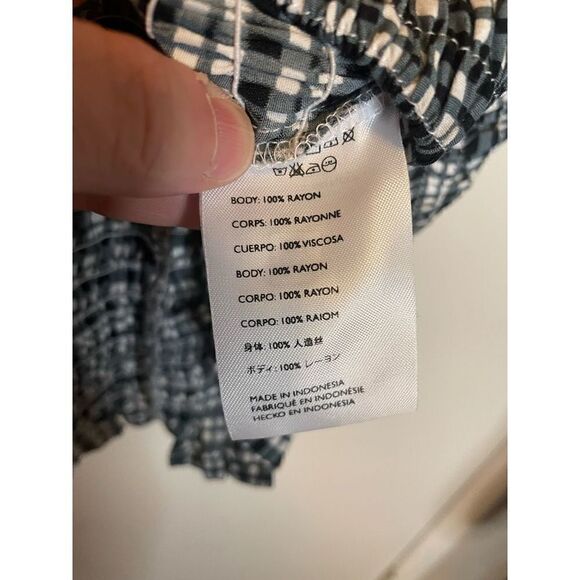 BODY: 100% RAYON
CORPS: 100% RAYONNE
CUERPO: 100% VISCOSA
BODY: 100% RAYON
CORPO: 100% RAYON
CORPO: 100% RAIOM
身体: 100% 人造丝
ボディ: 100% レーヨン
MADE IN INDONESIA
FABRIQUÉ EN INDONÉSIE
HECKO EN INDONESIA